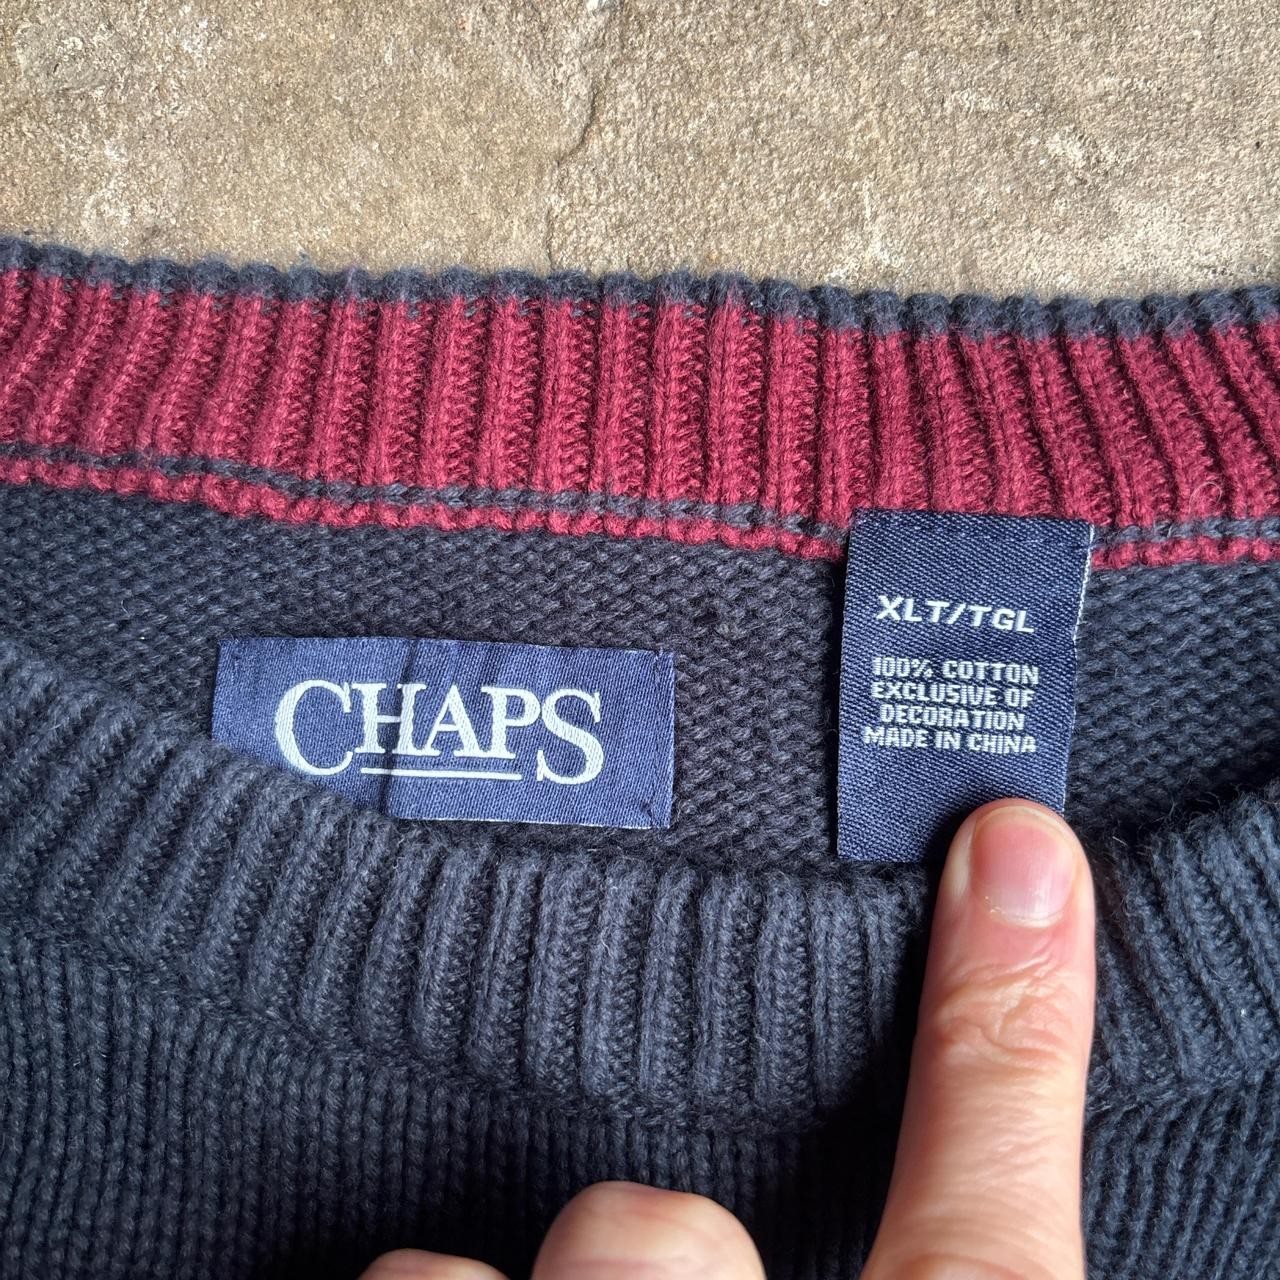 CHAPS
XLT/TGL
100% COTTON
EXCLUSIVE OF
DECORATION
MADE IN CHINA